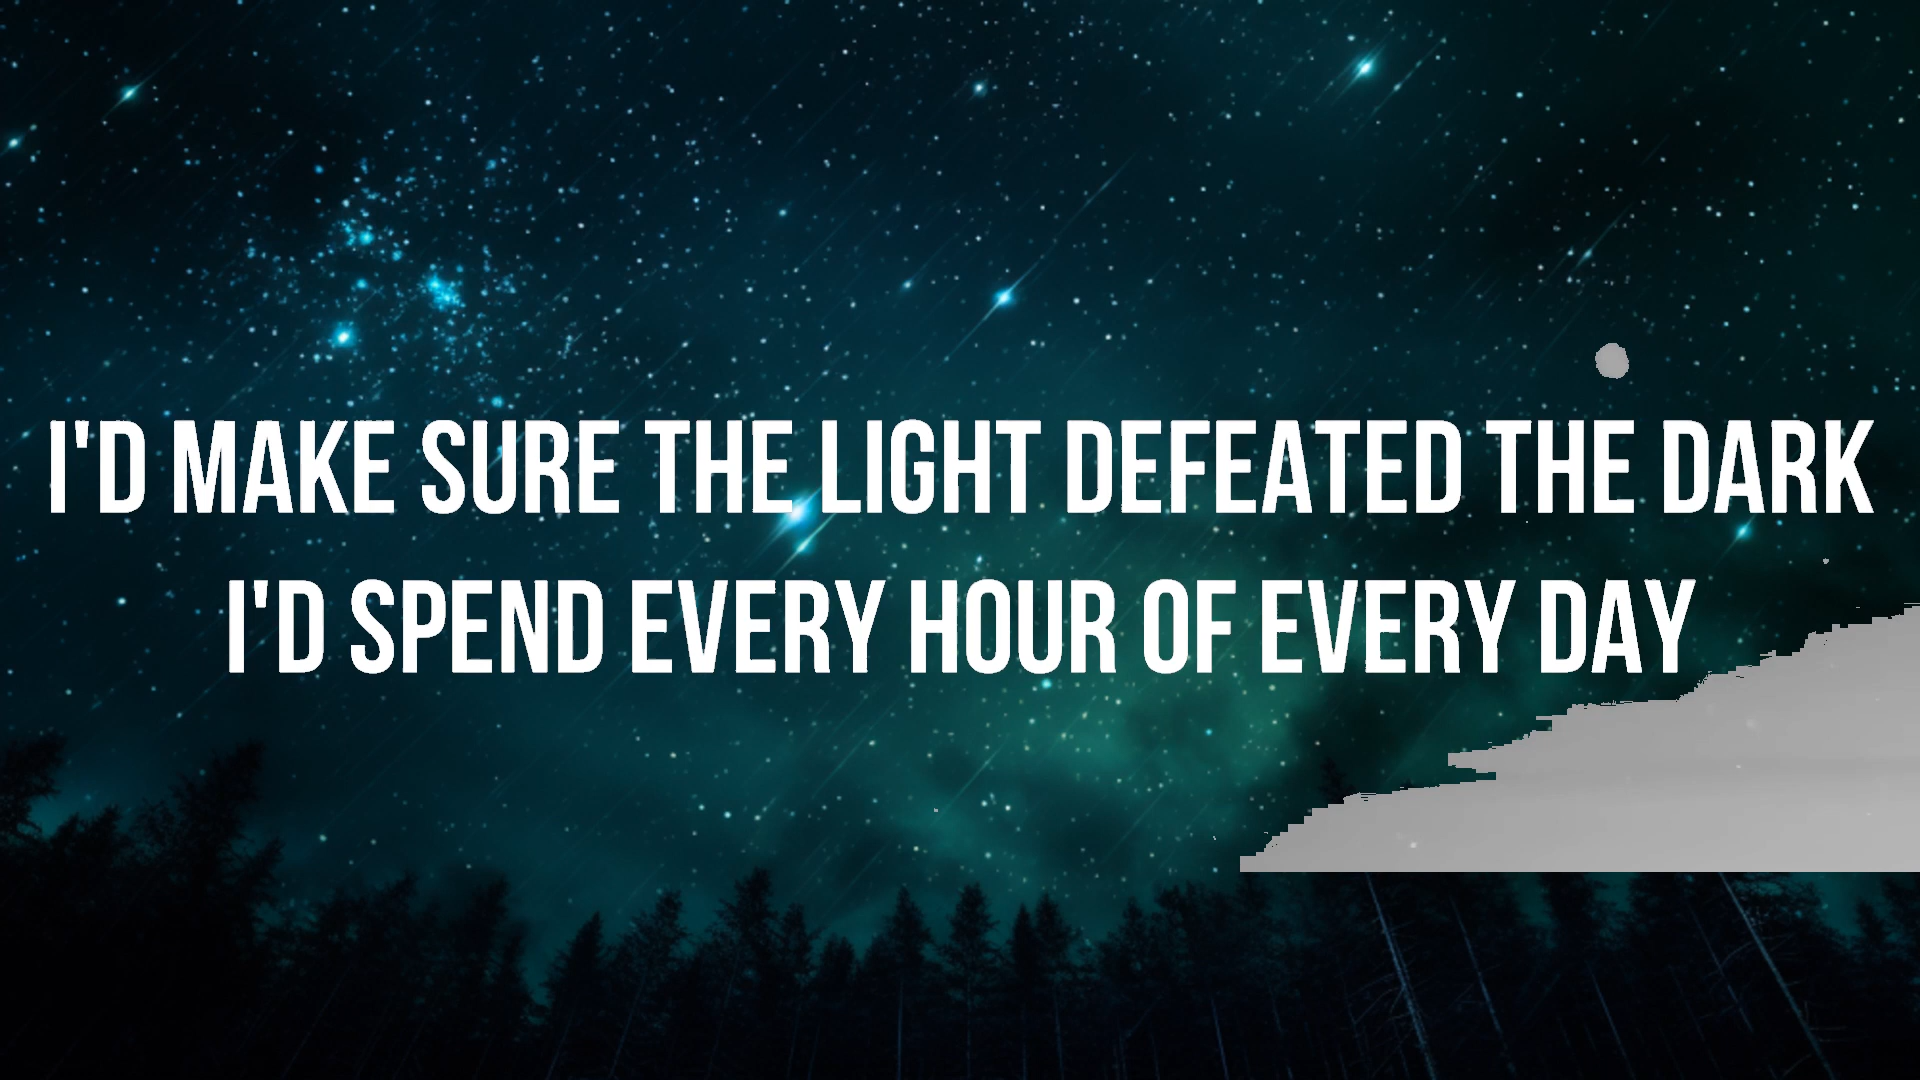 I'D MAKE SURE THE LIGHT DEFEATED THE DARK
I'D SPEND EVERY HOUR OF EVERY DAY